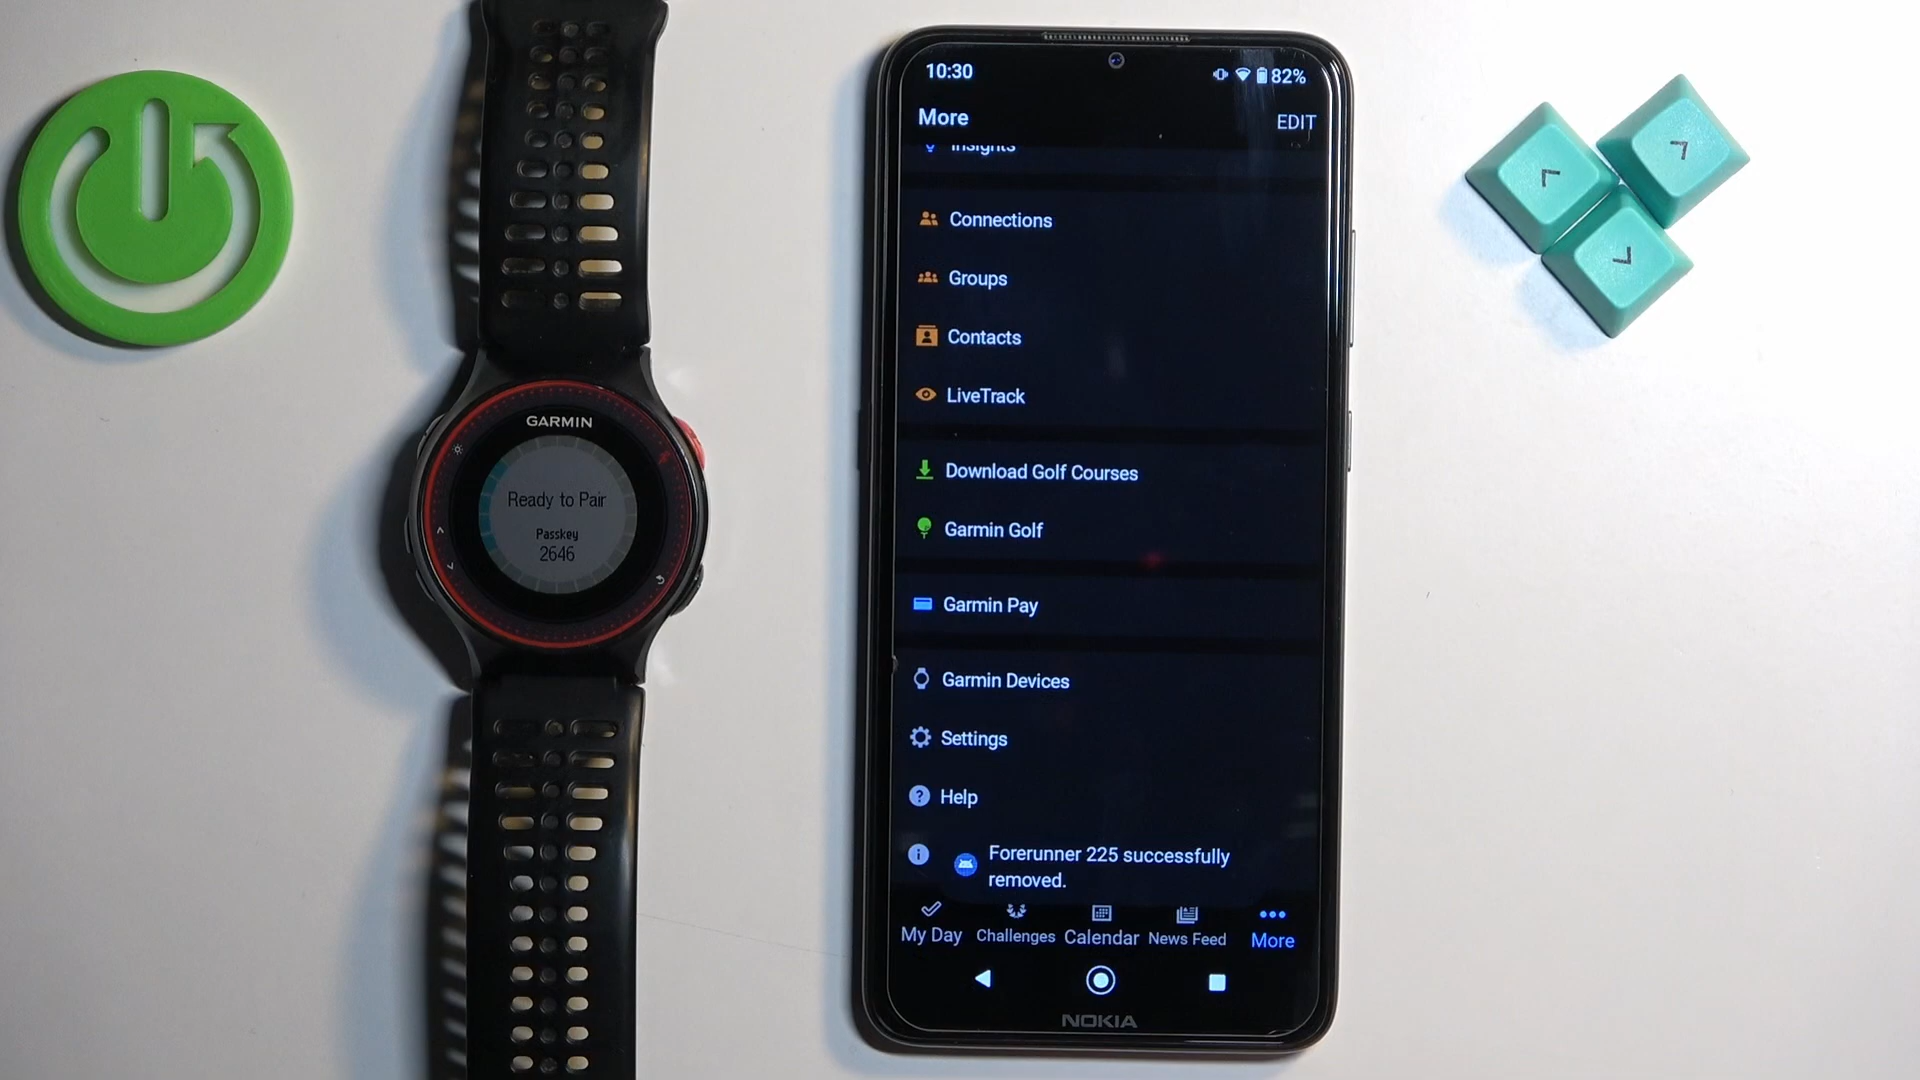 GARMIN
Ready to Pair
Passkey
2646
10:30
82%
More
EDIT
Insights
Connections
Groups
Contacts
LiveTrack
Download Golf Courses
Garmin Golf
Garmin Pay
Garmin Devices
Settings
Help
Forerunner 225 successfully
removed.
My Day
Challenges
Calendar
News Feed
More
NOKIA